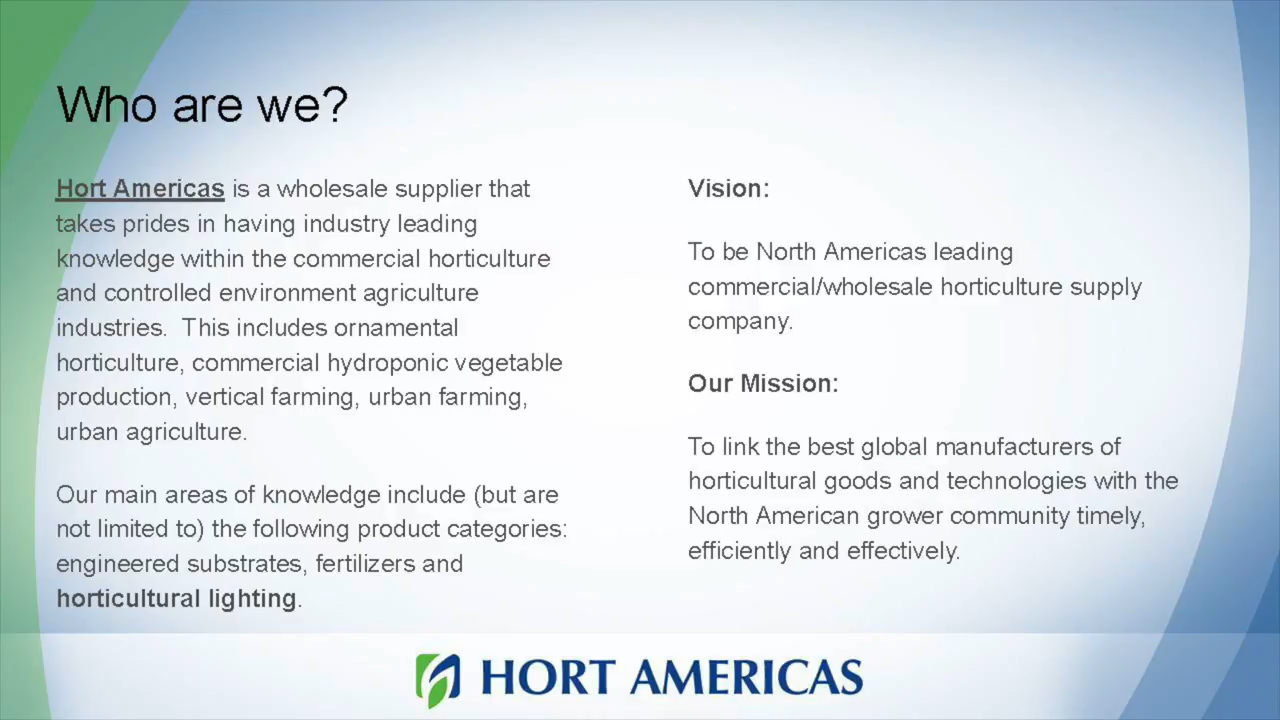 Who are we?
Hort Americas is a wholesale supplier that
takes prides in having industry leading
knowledge within the commercial horticulture
and controlled environment agriculture
industries.  This includes ornamental
horticulture, commercial hydroponic vegetable
production, vertical farming, urban farming,
urban agriculture.
Our main areas of knowledge include (but are
not limited to) the following product categories:
engineered substrates, fertilizers and
horticultural lighting.
Vision:
To be North Americas leading
commercial/wholesale horticulture supply
company.
Our Mission:
To link the best global manufacturers of
horticultural goods and technologies with the
North American grower community timely,
efficiently and effectively.
HORT AMERICAS